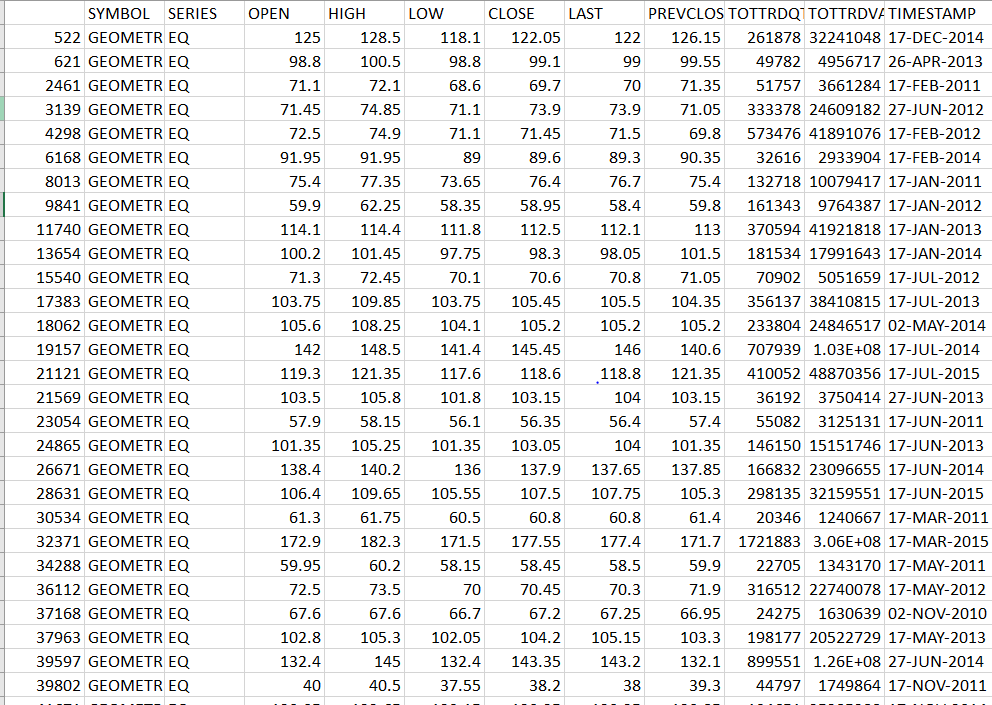 SYMBOL SERIES OPEN HIGH LOW CLOSE LAST PREVCLOS TOTTRDQT TOTTRDVA TIMESTAMP
522 GEOMETR EQ 125 128.5 118.1 122.05 122 126.15 261878 32241048 17-DEC-2014
621 GEOMETR EQ 98.8 100.5 98.8 99.1 99 99.55 49782 4956717 26-APR-2013
2461 GEOMETR EQ 71.1 72.1 68.6 69.7 70 71.35 51757 3661284 17-FEB-2011
3139 GEOMETR EQ 71.45 74.85 71.1 73.9 73.9 71.05 333378 24609182 27-JUN-2012
4298 GEOMETR EQ 72.5 74.9 71.1 71.45 71.5 69.8 573476 41891076 17-FEB-2012
6168 GEOMETR EQ 91.95 91.95 89 89.6 89.3 90.35 32616 2933904 17-FEB-2014
8013 GEOMETR EQ 75.4 77.35 73.65 76.4 76.7 75.4 132718 10079417 17-JAN-2011
9841 GEOMETR EQ 59.9 62.25 58.35 58.95 58.4 59.8 161343 9764387 17-JAN-2012
11740 GEOMETR EQ 114.1 114.4 111.8 112.5 112.1 113 370594 41921818 17-JAN-2013
13654 GEOMETR EQ 100.2 101.45 97.75 98.3 98.05 101.5 181534 17991643 17-JAN-2014
15540 GEOMETR EQ 71.3 72.45 70.1 70.6 70.8 71.05 70902 5051659 17-JUL-2012
17383 GEOMETR EQ 103.75 109.85 103.75 105.45 105.5 104.35 356137 38410815 17-JUL-2013
18062 GEOMETR EQ 105.6 108.25 104.1 105.2 105.2 105.2 233804 24846517 02-MAY-2014
19157 GEOMETR EQ 142 148.5 141.4 145.45 146 140.6 707939 1.03E+08 17-JUL-2014
21121 GEOMETR EQ 119.3 121.35 117.6 118.6 118.8 121.35 410052 48870356 17-JUL-2015
21569 GEOMETR EQ 103.5 105.8 101.8 103.15 104 103.15 36192 3750414 27-JUN-2013
23054 GEOMETR EQ 57.9 58.15 56.1 56.35 56.4 57.4 55082 3125131 17-JUN-2011
24865 GEOMETR EQ 101.35 105.25 101.35 103.05 104 101.35 146150 15151746 17-JUN-2013
26671 GEOMETR EQ 138.4 140.2 136 137.9 137.65 137.85 166832 23096655 17-JUN-2014
28631 GEOMETR EQ 106.4 109.65 105.55 107.5 107.75 105.3 298135 32159551 17-JUN-2015
30534 GEOMETR EQ 61.3 61.75 60.5 60.8 60.8 61.4 20346 1240667 17-MAR-2011
32371 GEOMETR EQ 172.9 182.3 171.5 177.55 177.4 171.7 1721883 3.06E+08 17-MAR-2015
34288 GEOMETR EQ 59.95 60.2 58.15 58.45 58.5 59.9 22705 1343170 17-MAY-2011
36112 GEOMETR EQ 72.5 73.5 70 70.45 70.3 71.9 316512 22740078 17-MAY-2012
37168 GEOMETR EQ 67.6 67.6 66.7 67.2 67.25 66.95 24275 1630639 02-NOV-2010
37963 GEOMETR EQ 102.8 105.3 102.05 104.2 105.15 103.3 198177 20522729 17-MAY-2013
39597 GEOMETR EQ 132.4 145 132.4 143.35 143.2 132.1 899551 1.26E+08 27-JUN-2014
39802 GEOMETR EQ 40 40.5 37.55 38.2 38 39.3 44797 1749864 17-NOV-2011